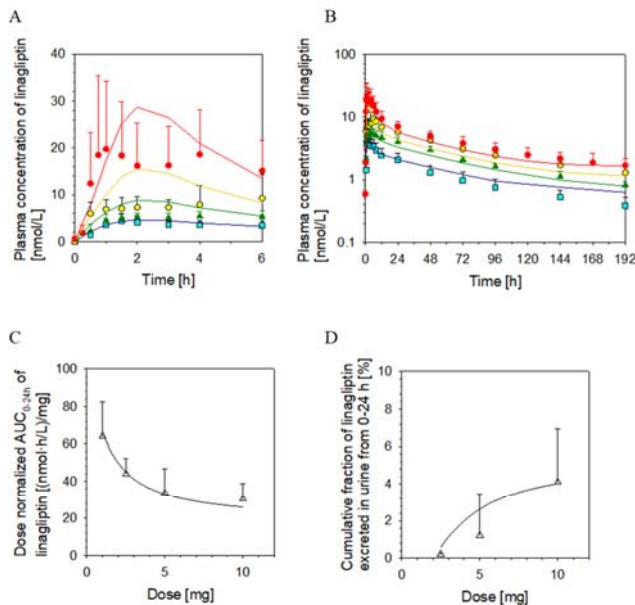 A
B
Plasma concentration of linagliptin
[nmol/L]
50
40
30
20
10
0
0
2
4
6
Time [h]
Plasma concentration of linagliptin
[nmol/L]
100
10
1
0.1
0
24
48
72
96
120
144
168
192
Time [h]
C
D
Dose normalized AUC0-24h of
linagliptin [(nmol·h/L)/mg]
100
80
60
40
20
0
0
5
10
Dose [mg]
Cumulative fraction of linagliptin
excreted in urine from 0-24 h [%]
10
8
6
4
2
0
0
5
10
Dose [mg]